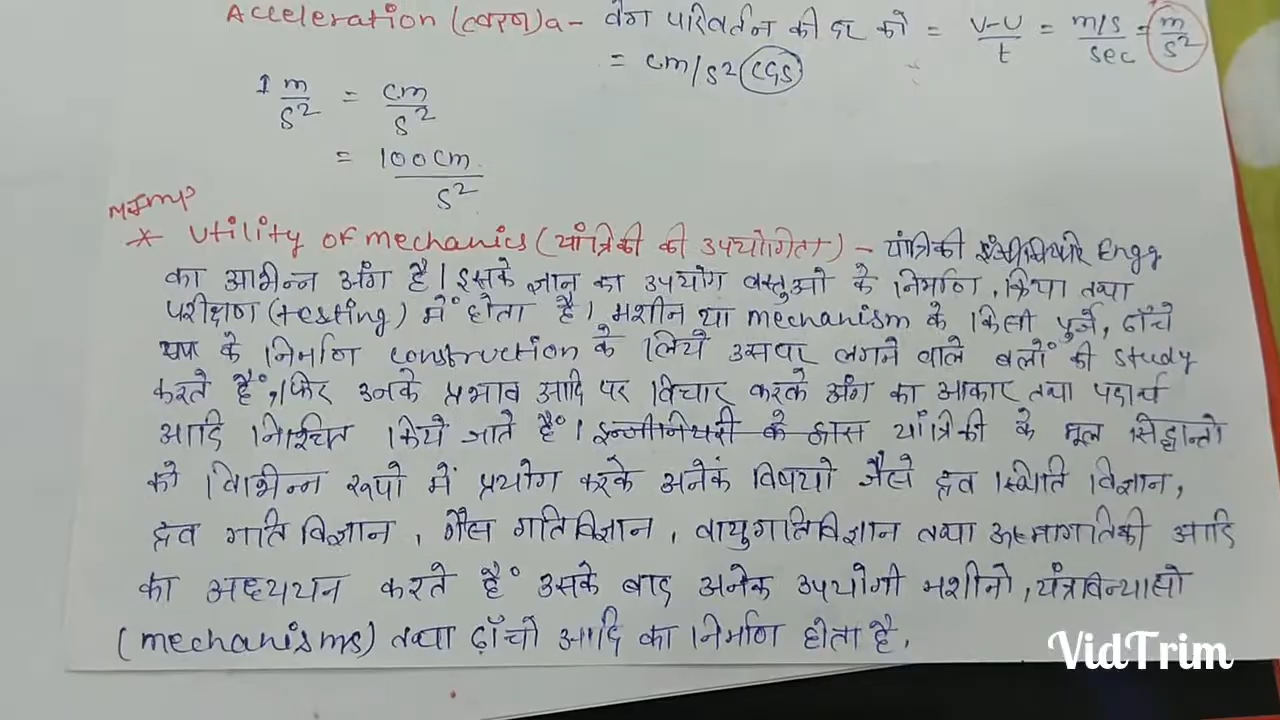 Acceleration (त्वरण) a - वेग परिवर्तन की दर को = V-U/t = m/s/sec = m/s²
= cm/s² (CGS)
1 m/s² = cm/s²
= 100cm/s²
M.Imp
* Utility of mechanics (यांत्रिकी की उपयोगिता) - यांत्रिकी Engg
का अभिन्न अंग है। इसके ज्ञान का उपयोग वस्तुओ के निर्माण, क्रिया तथा
परीक्षण (testing) में होता है। मशीन या mechanism के किसी पुर्जे, ढाँचे
के निर्माण construction के लिये उसपर लगने वाले बलों की study
करते हैं, फिर उनके प्रभाव आदि पर विचार करके अंग का आकार तथा पदार्थ
आदि निश्चित किये जाते हैं। इन्जीनियरी के द्वारा यांत्रिकी के मूल सिद्धान्तो
को विभिन्न रूपो में प्रयोग करके अनेकं विषयो जैसे द्रव स्थिति विज्ञान,
द्रव गति विज्ञान, गैस गतिविज्ञान, वायुगतिविज्ञान तथा ऊष्मागतिकी आदि
का अध्ययन करते हैं उसके बाद अनेक उपयोगी मशीनो, यंत्रविन्यासो
(mechanisms) तथा ढ़ाँचो आदि का निर्माण होता है,
VidTrim